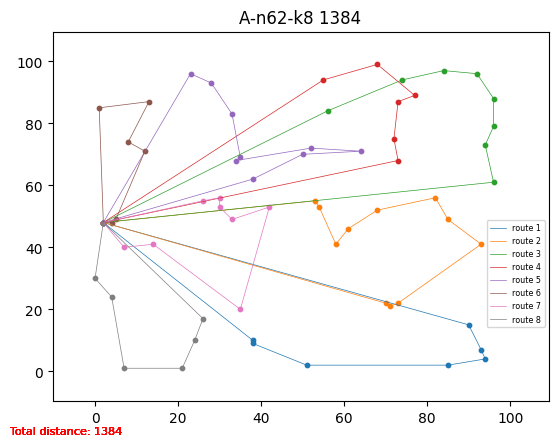 A-n62-k8 1384
100
80
60
40
20
0
0 20 40 60 80 100
route 1
route 2
route 3
route 4
route 5
route 6
route 7
route 8
Total distance: 1384